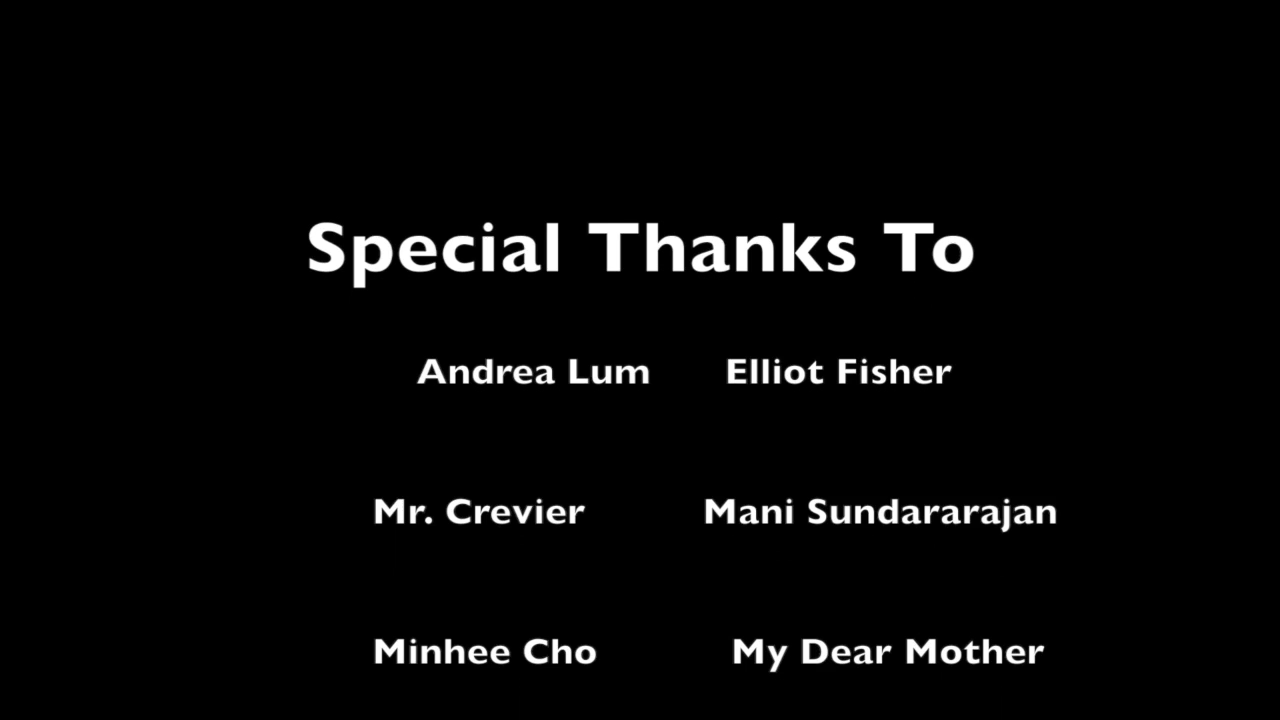 Special Thanks To
Andrea Lum Elliot Fisher
Mr. Crevier Mani Sundararajan
Minhee Cho My Dear Mother